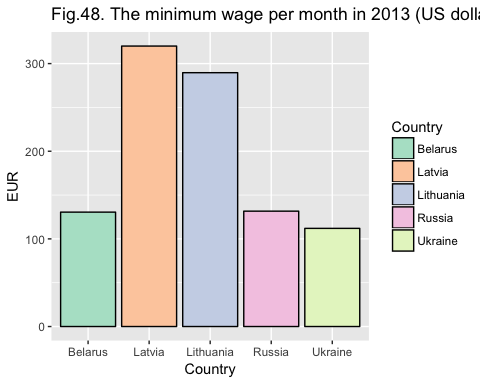 Fig.48. The minimum wage per month in 2013 (US dolla
300
200
100
0
EUR
Belarus Latvia Lithuania Russia Ukraine
Country
Country
Belarus
Latvia
Lithuania
Russia
Ukraine